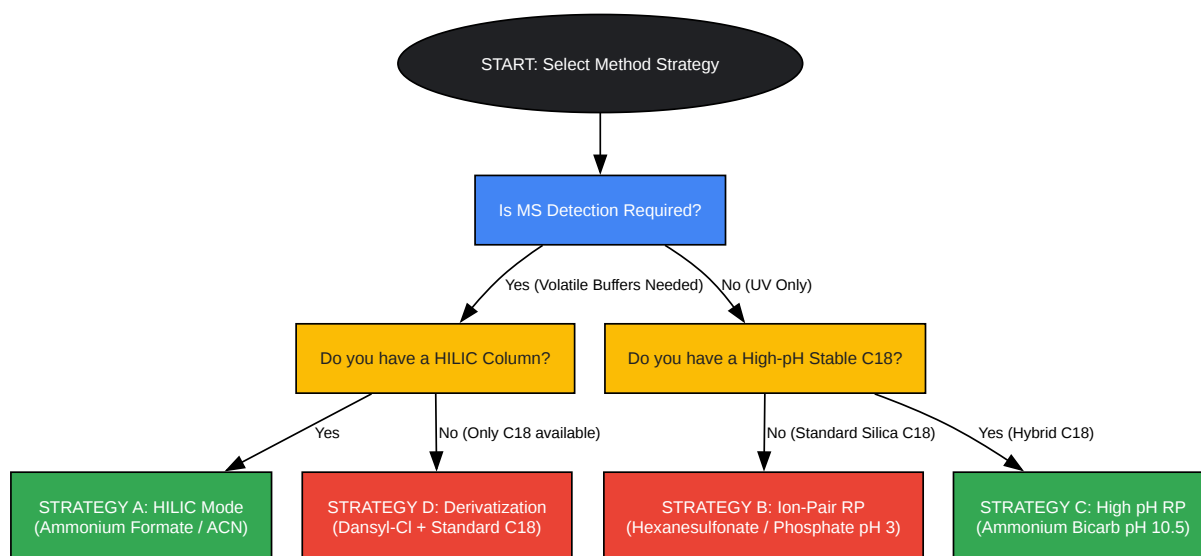 START: Select Method Strategy
Is MS Detection Required?
Yes (Volatile Buffers Needed)
No (UV Only)
Do you have a HILIC Column?
Do you have a High-pH Stable C18?
Yes
No (Only C18 available)
No (Standard Silica C18)
Yes (Hybrid C18)
STRATEGY A: HILIC Mode
(Ammonium Formate / ACN)
STRATEGY D: Derivatization
(Dansyl-Cl + Standard C18)
STRATEGY B: Ion-Pair RP
(Hexanesulfonate / Phosphate pH 3)
STRATEGY C: High pH RP
(Ammonium Bicarb pH 10.5)